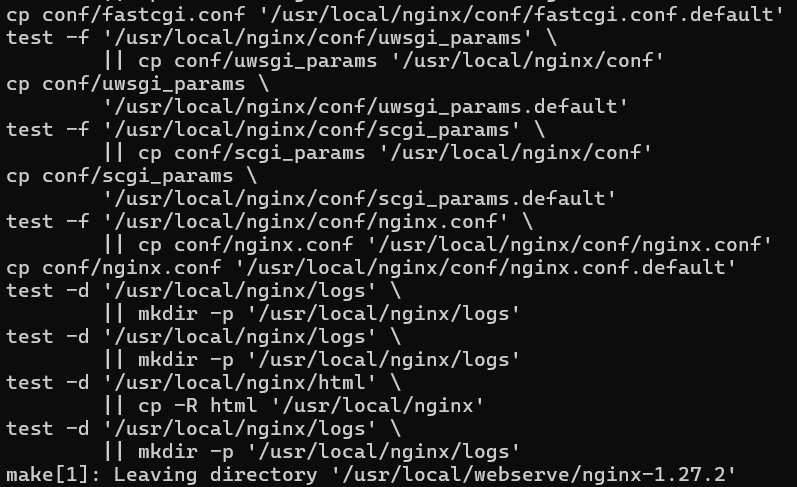 cp conf/fastcgi.conf '/usr/local/nginx/conf/fastcgi.conf.default'
test -f '/usr/local/nginx/conf/uwsgi_params' \
        || cp conf/uwsgi_params '/usr/local/nginx/conf'
cp conf/uwsgi_params \
        '/usr/local/nginx/conf/uwsgi_params.default'
test -f '/usr/local/nginx/conf/scgi_params' \
        || cp conf/scgi_params '/usr/local/nginx/conf'
cp conf/scgi_params \
        '/usr/local/nginx/conf/scgi_params.default'
test -f '/usr/local/nginx/conf/nginx.conf' \
        || cp conf/nginx.conf '/usr/local/nginx/conf/nginx.conf'
cp conf/nginx.conf '/usr/local/nginx/conf/nginx.conf.default'
test -d '/usr/local/nginx/logs' \
        || mkdir -p '/usr/local/nginx/logs'
test -d '/usr/local/nginx/logs' \
        || mkdir -p '/usr/local/nginx/logs'
test -d '/usr/local/nginx/html' \
        || cp -R html '/usr/local/nginx'
test -d '/usr/local/nginx/logs' \
        || mkdir -p '/usr/local/nginx/logs'
make[1]: Leaving directory '/usr/local/webserve/nginx-1.27.2'